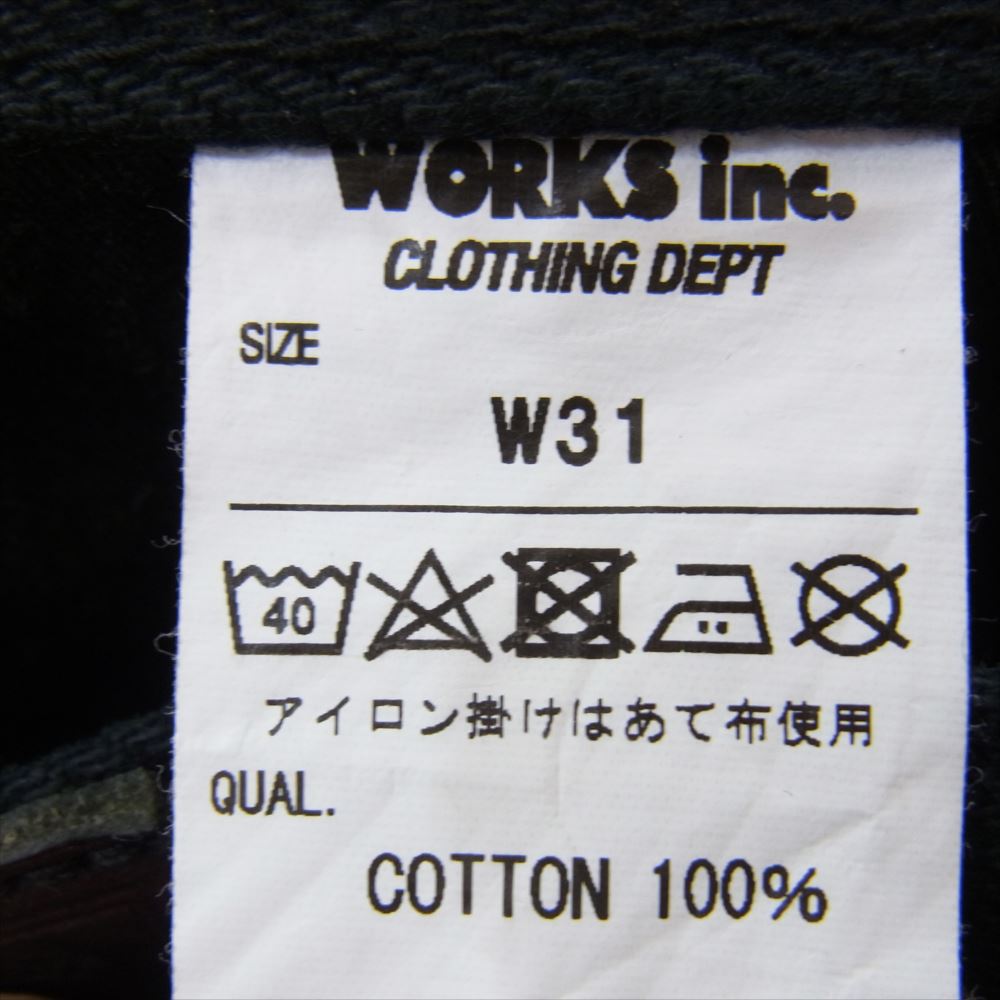 WORKS inc.
CLOTHING DEPT
SIZE
W31
40
アイロン掛けはあて布使用
QUAL.
COTTON 100%